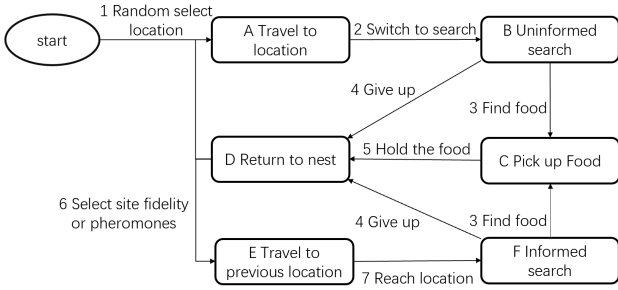 1 Random select
location
start
A Travel to
location
2 Switch to search
B Uninformed
search
4 Give up
3 Find food
D Return to nest
5 Hold the food
C Pick up Food
6 Select site fidelity
or pheromones
4 Give up
3 Find food
E Travel to
previous location
7 Reach location
F Informed
search